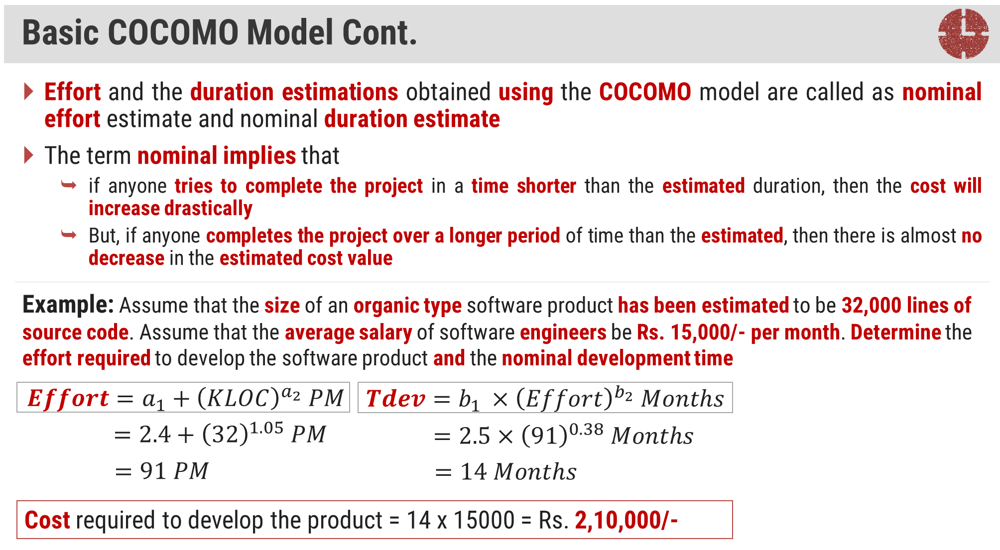 Basic COCOMO Model Cont.
Effort and the duration estimations obtained using the COCOMO model are called as nominal
effort estimate and nominal duration estimate
The term nominal implies that
if anyone tries to complete the project in a time shorter than the estimated duration, then the cost will
increase drastically
But, if anyone completes the project over a longer period of time than the estimated, then there is almost no
decrease in the estimated cost value
Example: Assume that the size of an organic type software product has been estimated to be 32,000 lines of
source code. Assume that the average salary of software engineers be Rs. 15,000/- per month. Determine the
effort required to develop the software product and the nominal development time
Effort = a₁ + (KLOC)^a₂ PM
= 2.4 + (32)^1.05 PM
= 91 PM
Tdev = b₁ × (Effort)^b₂ Months
= 2.5 × (91)^0.38 Months
= 14 Months
Cost required to develop the product = 14 x 15000 = Rs. 2,10,000/-